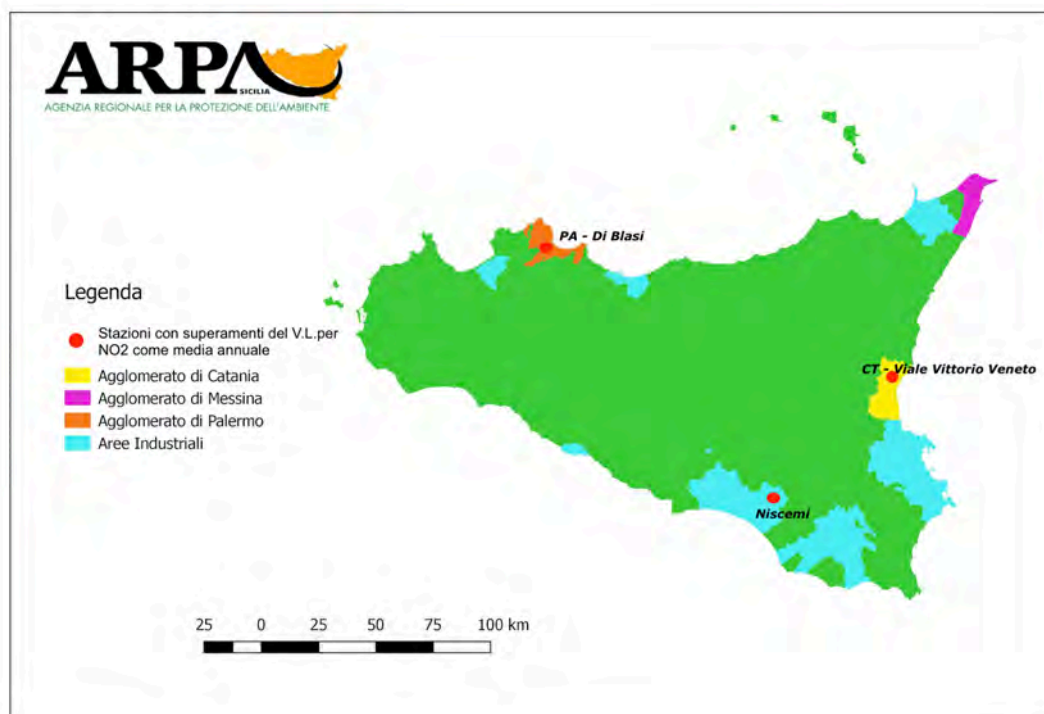 ARPA
SICILIA
AGENZIA REGIONALE PER LA PROTEZIONE DELL'AMBIENTE
PA - Di Blasi
Legenda
Stazioni con superamenti del V.L.per
NO2 come media annuale
Agglomerato di Catania
Agglomerato di Messina
Agglomerato di Palermo
Aree Industriali
CT - Viale Vittorio Veneto
Niscemi
25 0 25 50 75 100 km